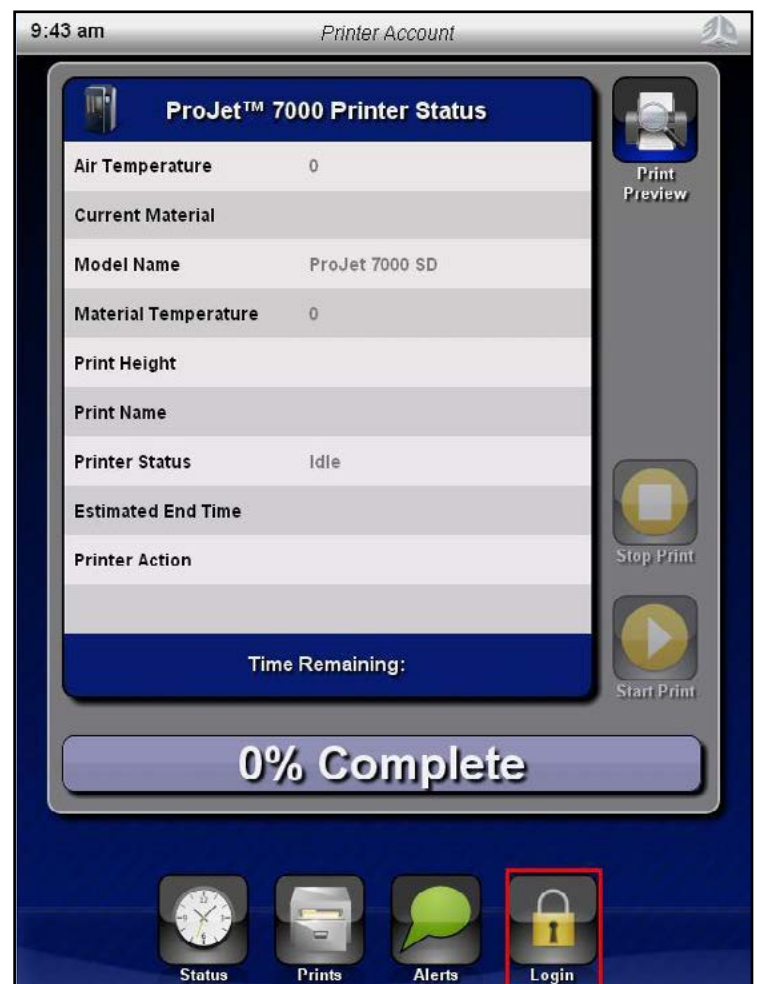 9:43 am Printer Account
ProJet™ 7000 Printer Status
Air Temperature 0
Current Material
Model Name ProJet 7000 SD
Material Temperature 0
Print Height
Print Name
Printer Status Idle
Estimated End Time
Printer Action
Time Remaining:
Print
Preview
Stop Print
Start Print
0% Complete
Status Prints Alerts Login